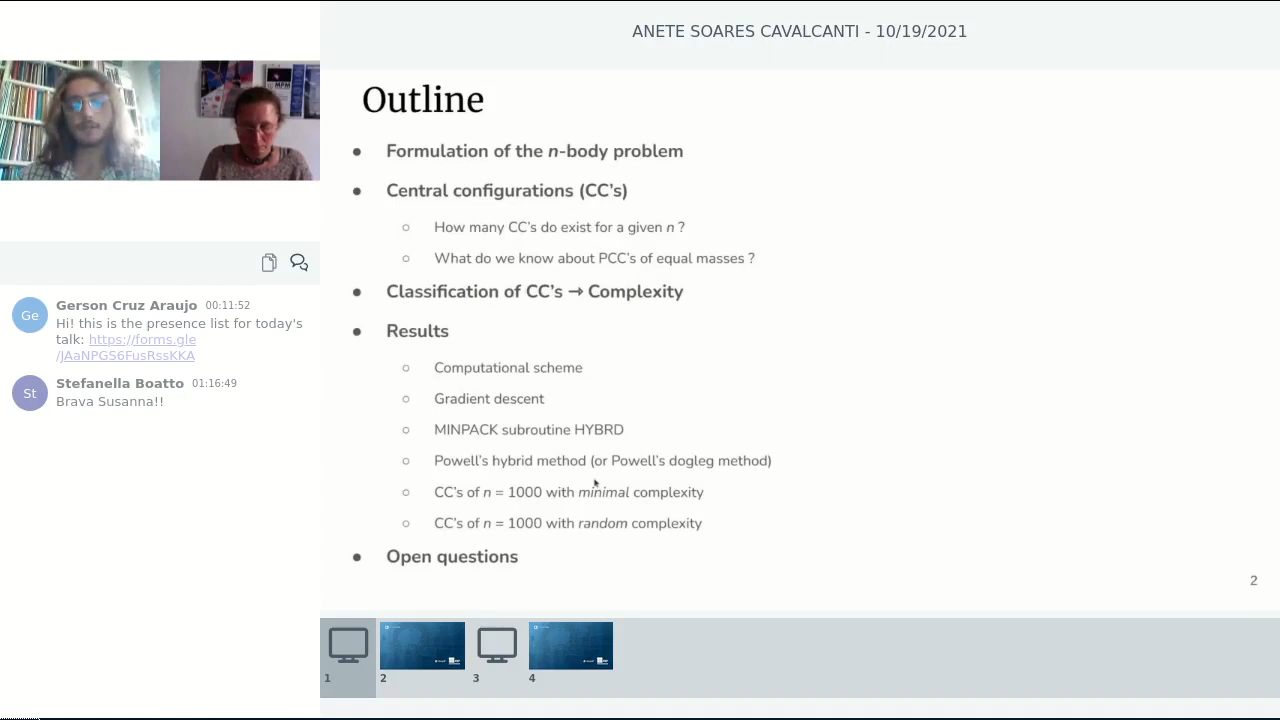 ANETE SOARES CAVALCANTI - 10/19/2021
MPM
Outline
● Formulation of the n-body problem
● Central configurations (CC's)
○ How many CC's do exist for a given n ?
○ What do we know about PCC's of equal masses ?
● Classification of CC's → Complexity
● Results
○ Computational scheme
○ Gradient descent
○ MINPACK subroutine HYBRD
○ Powell's hybrid method (or Powell's dogleg method)
○ CC's of n = 1000 with minimal complexity
○ CC's of n = 1000 with random complexity
● Open questions
2
Ge
Gerson Cruz Araujo 00:11:52
Hi! this is the presence list for today's
talk: https://forms.gle
/JAaNPGS6FusRssKKA
St
Stefanella Boatto 01:16:49
Brava Susanna!!
1
2
3
4